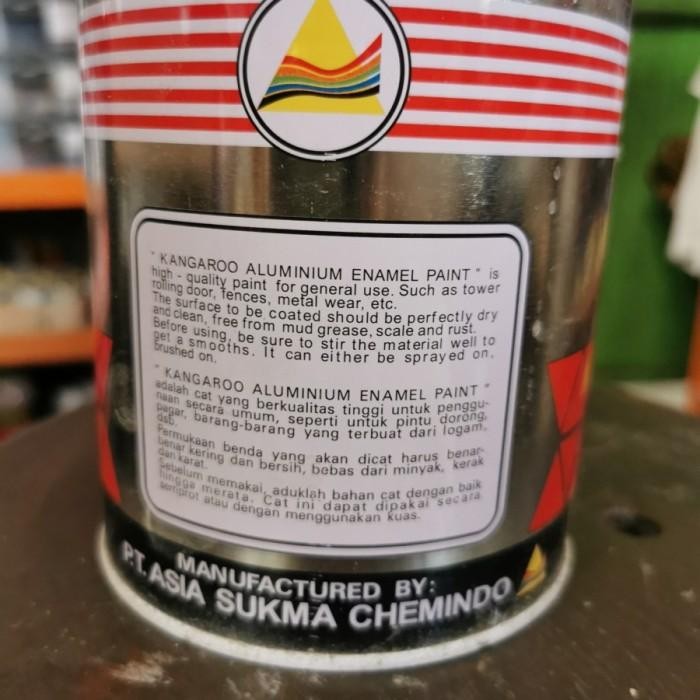 " KANGAROO ALUMINIUM ENAMEL PAINT " is
high - quality paint for general use. Such as tower
rolling door, fences, metal wear, etc.
The surface to be coated should be perfectly dry
and clean, free from mud grease, scale and rust.
Before using, be sure to stir the material well to
get a smooths. It can either be sprayed on,
brushed on.
" KANGAROO ALUMINIUM ENAMEL PAINT "
adalah cat yang berkualitas tinggi untuk penggu-
naan secara umum, seperti untuk pintu dorong,
pagar, barang-barang yang terbuat dari logam,
dsb.
Permukaan benda yang akan dicat harus benar-
benar kering dan bersih, bebas dari minyak, kerak
dan karat.
Sebelum memakai, aduklah bahan cat dengan baik
hingga merata. Cat ini dapat dipakai secara
semprot atau dengan menggunakan kuas.
MANUFACTURED BY:
P.T. ASIA SUKMA CHEMINDO